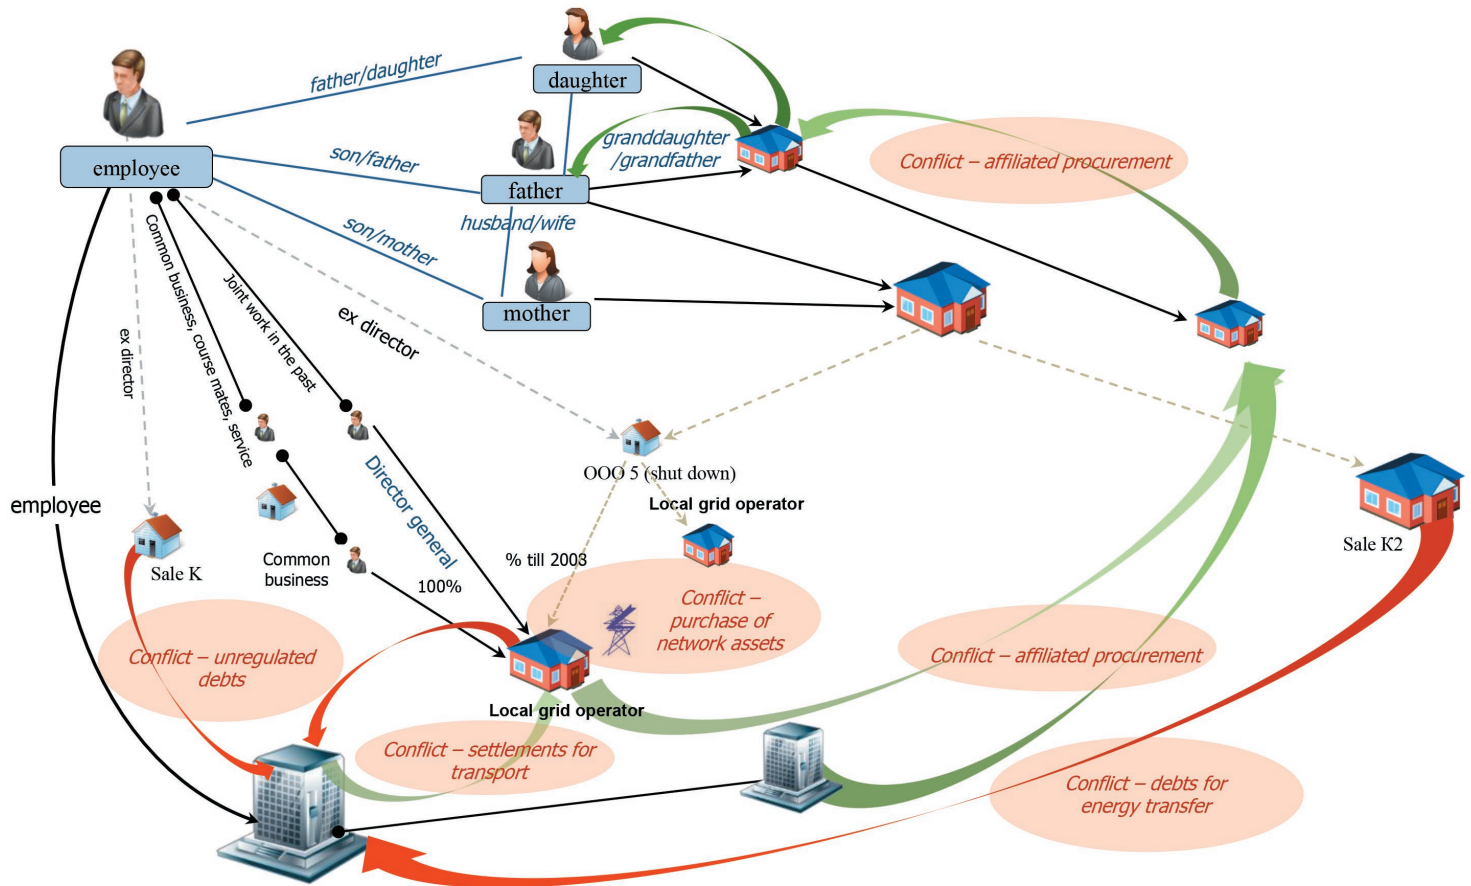 father/daughter
daughter
employee
son/father
granddaughter
/grandfather
father
husband/wife
son/mother
mother
Conflict – affiliated procurement
Common business, course mates, service
Joint work in the past
ex director
ex director
employee
OOO 5 (shut down)
Local grid operator
Director general
Sale K
Common
business
100%
% till 2003
Sale K2
Conflict –
purchase of
network assets
Conflict – unregulated
debts
Conflict – affiliated procurement
Local grid operator
Conflict – settlements for
transport
Conflict – debts for
energy transfer